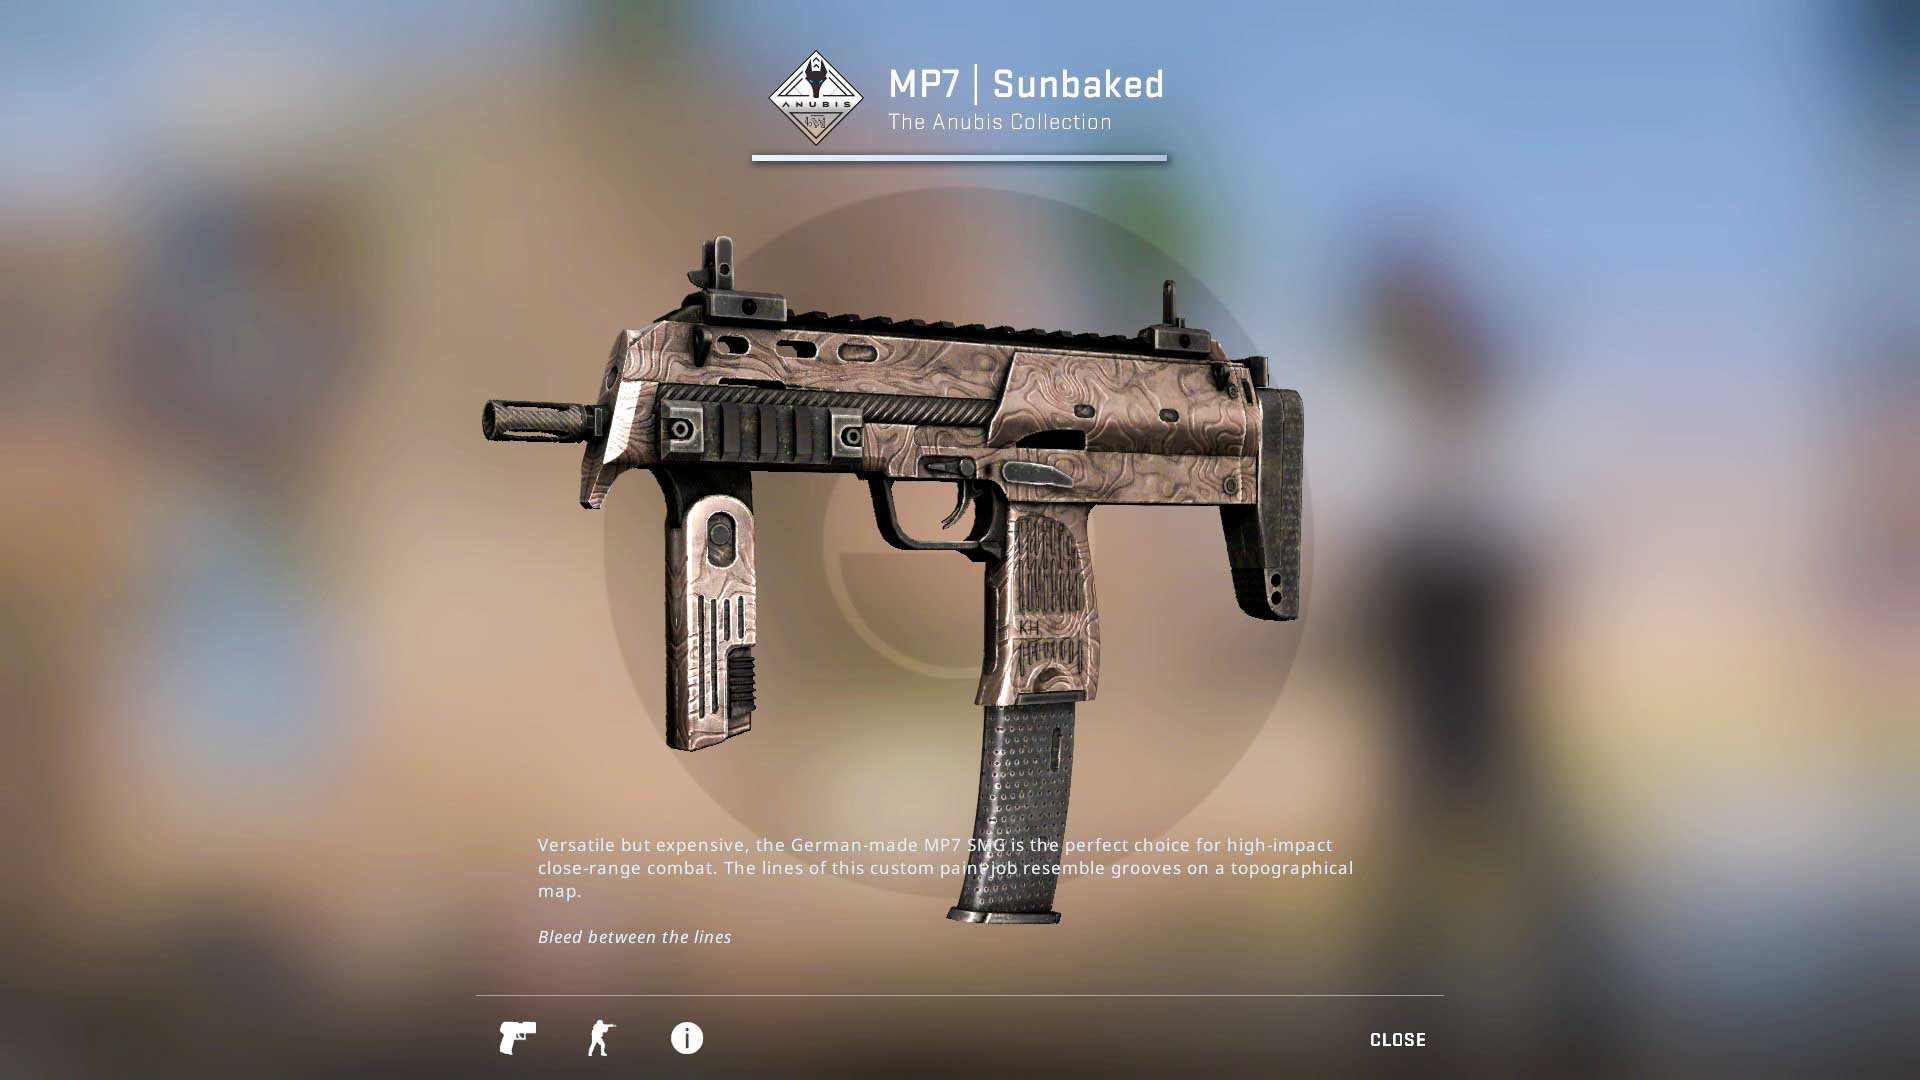 ANUBIS
MP7 | Sunbaked
The Anubis Collection
KH
Versatile but expensive, the German-made MP7 SMG is the perfect choice for high-impact
close-range combat. The lines of this custom paint job resemble grooves on a topographical
map.
Bleed between the lines
i
CLOSE